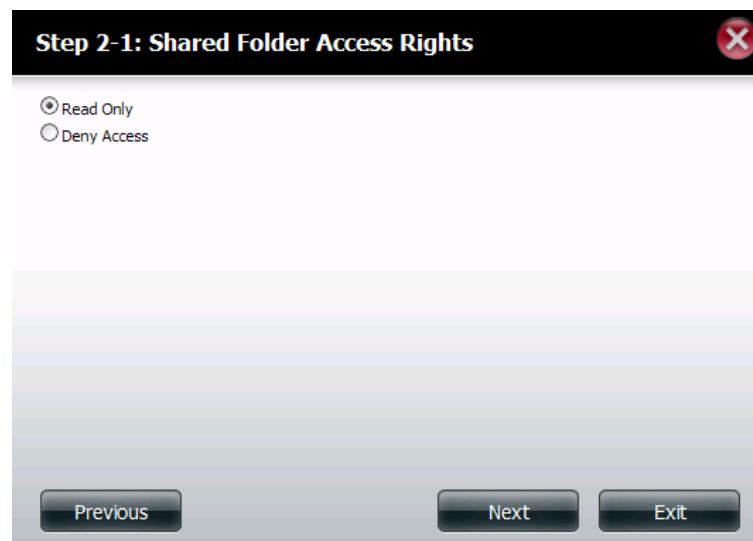 Step 2-1: Shared Folder Access Rights
Read Only
Deny Access
Previous Next Exit